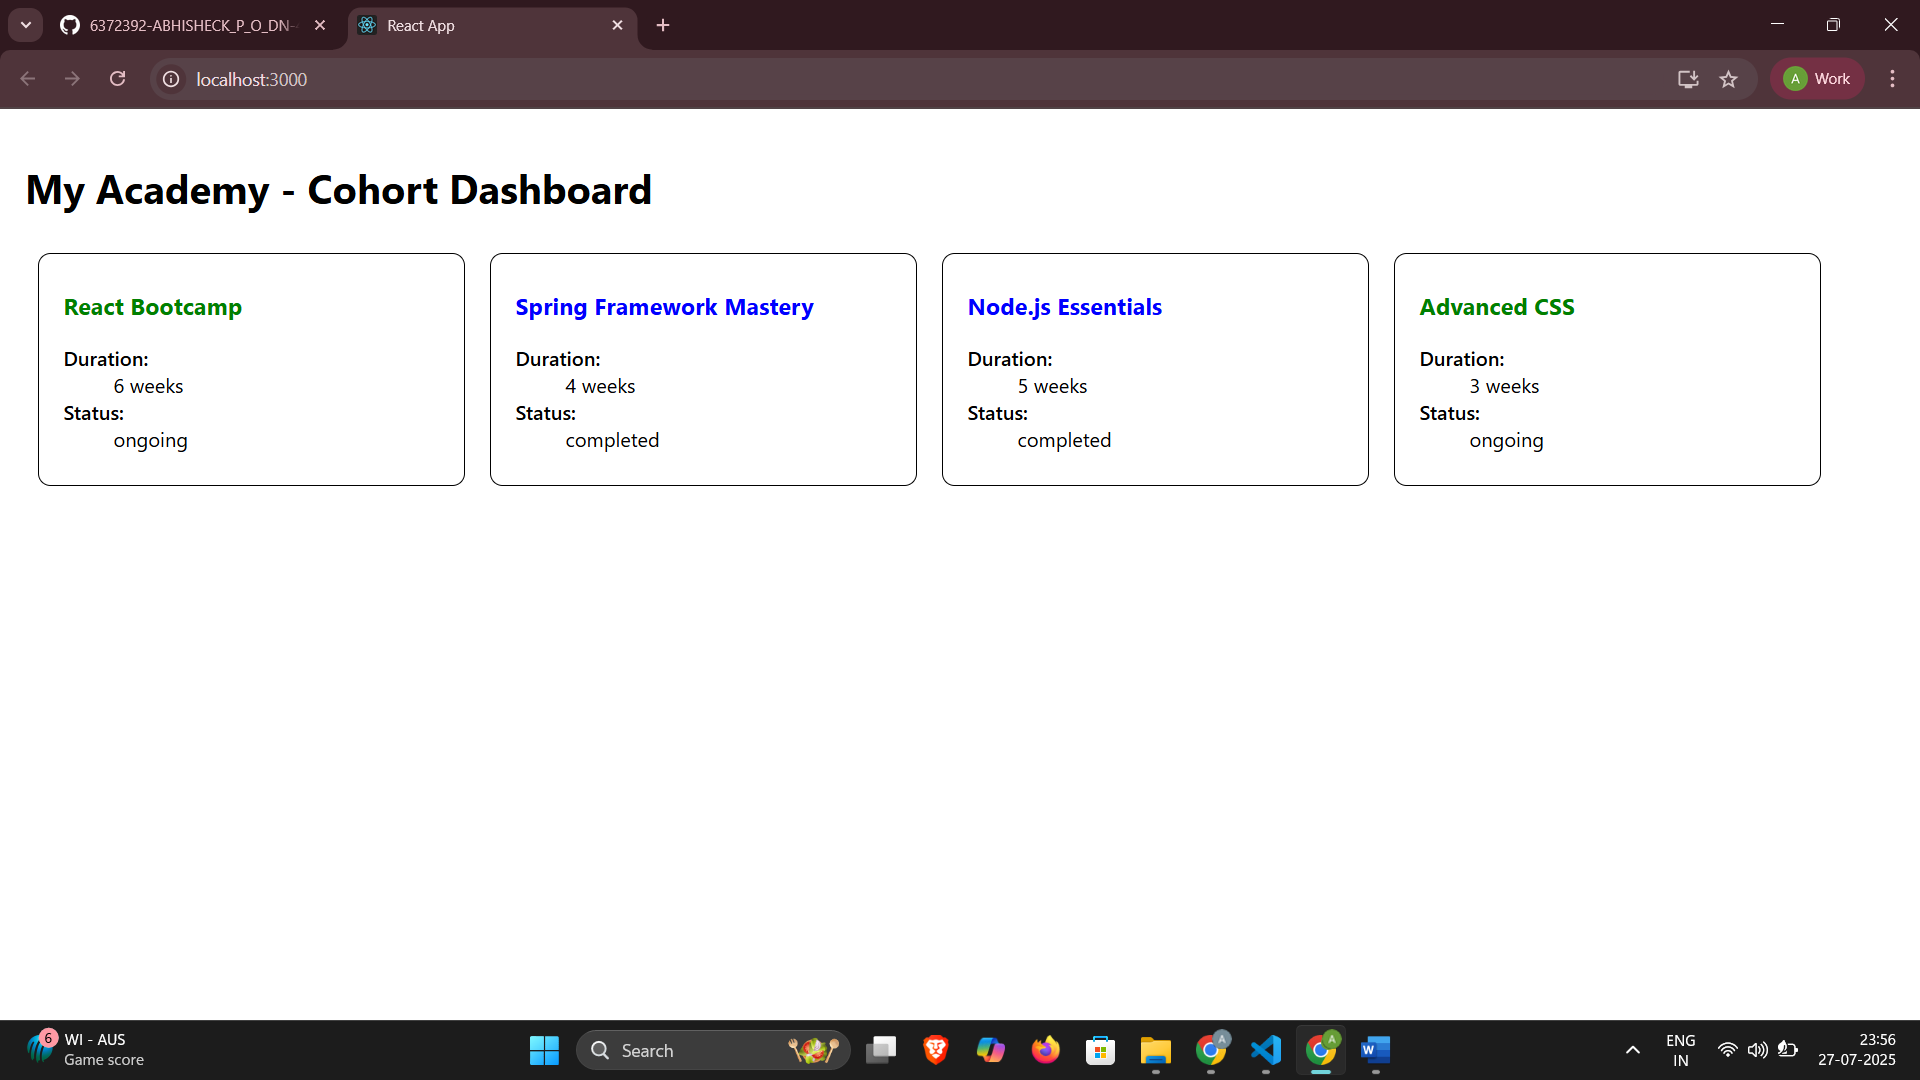 6372392-ABHISHECK_P_O_DN-
React App
localhost:3000
A Work
My Academy - Cohort Dashboard
React Bootcamp
Duration:
6 weeks
Status:
ongoing
Spring Framework Mastery
Duration:
4 weeks
Status:
completed
Node.js Essentials
Duration:
5 weeks
Status:
completed
Advanced CSS
Duration:
3 weeks
Status:
ongoing
6
WI - AUS
Game score
Search
A
A
W
ENG
IN
23:56
27-07-2025